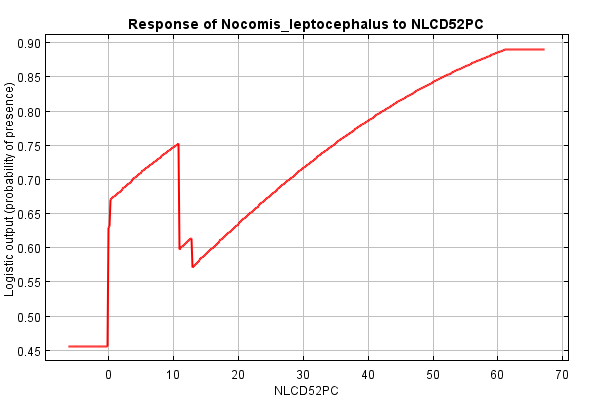 Response of Nocomis_leptocephalus to NLCD52PC
Logistic output (probability of presence)
0.90
0.85
0.80
0.75
0.70
0.65
0.60
0.55
0.50
0.45
0 10 20 30 40 50 60 70
NLCD52PC